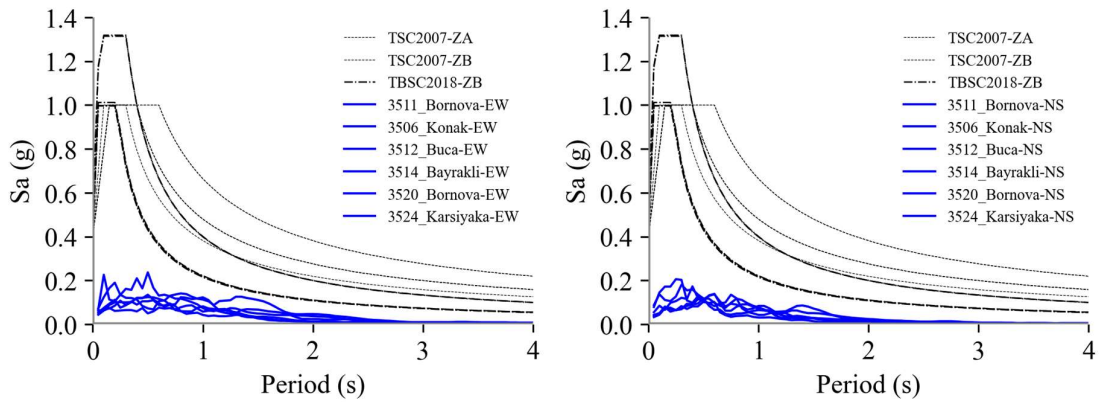 1.4
1.2
1.0
0.8
0.6
0.4
0.2
0.0
Sa (g)
0 1 2 3 4
Period (s)
TSC2007-ZA
TSC2007-ZB
TBSC2018-ZB
3511_Bornova-EW
3506_Konak-EW
3512_Buca-EW
3514_Bayrakli-EW
3520_Bornova-EW
3524_Karsiyaka-EW
1.4
1.2
1.0
0.8
0.6
0.4
0.2
0.0
Sa (g)
0 1 2 3 4
Period (s)
TSC2007-ZA
TSC2007-ZB
TBSC2018-ZB
3511_Bornova-NS
3506_Konak-NS
3512_Buca-NS
3514_Bayrakli-NS
3520_Bornova-NS
3524_Karsiyaka-NS